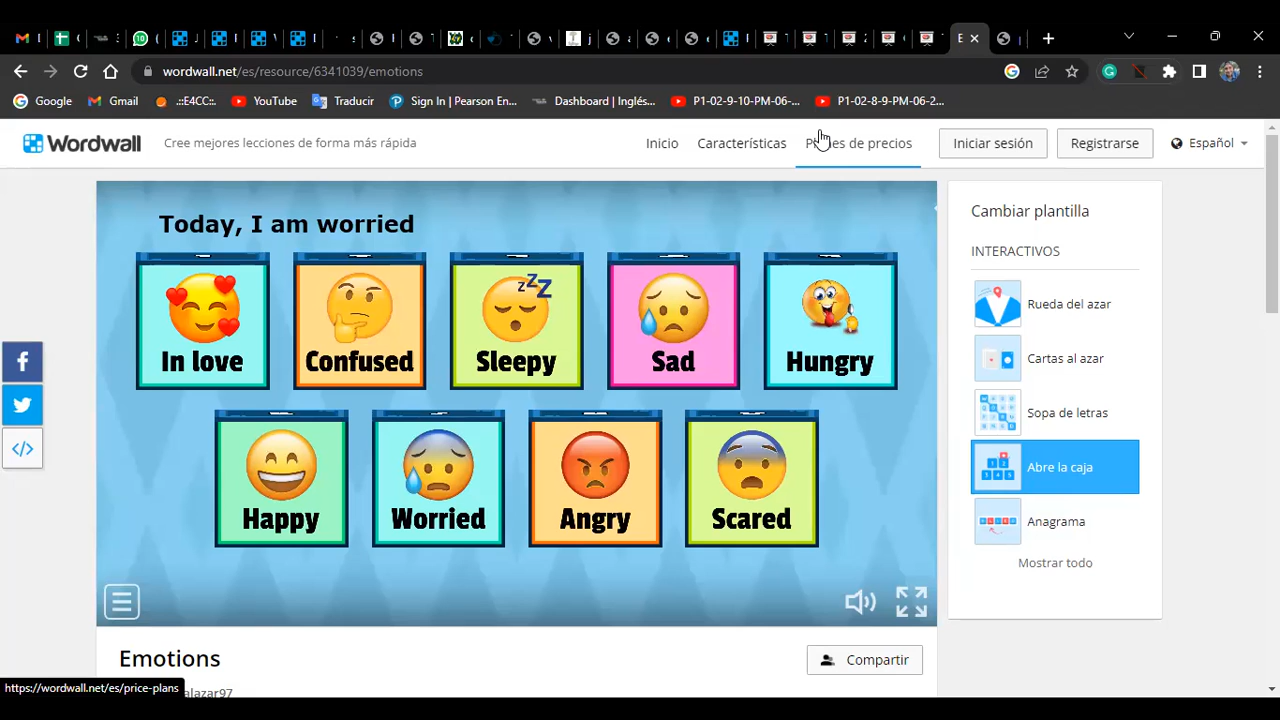 wordwall.net/es/resource/6341039/emotions
Google
Gmail
.::E4CC::.
YouTube
Traducir
Sign In | Pearson En...
Dashboard | Inglés...
P1-02-9-10-PM-06-...
P1-02-8-9-PM-06-2...
Wordwall
Cree mejores lecciones de forma más rápida
Inicio
Características
de precios
Iniciar sesión
Registrarse
Español
Today, I am worried
Cambiar plantilla
INTERACTIVOS
In love
Confused
Sleepy
Sad
Hungry
Rueda del azar
Cartas al azar
Sopa de letras
Abre la caja
Anagrama
Mostrar todo
Happy
Worried
Angry
Scared
Emotions
Compartir
https://wordwall.net/es/price-plans
alazar97